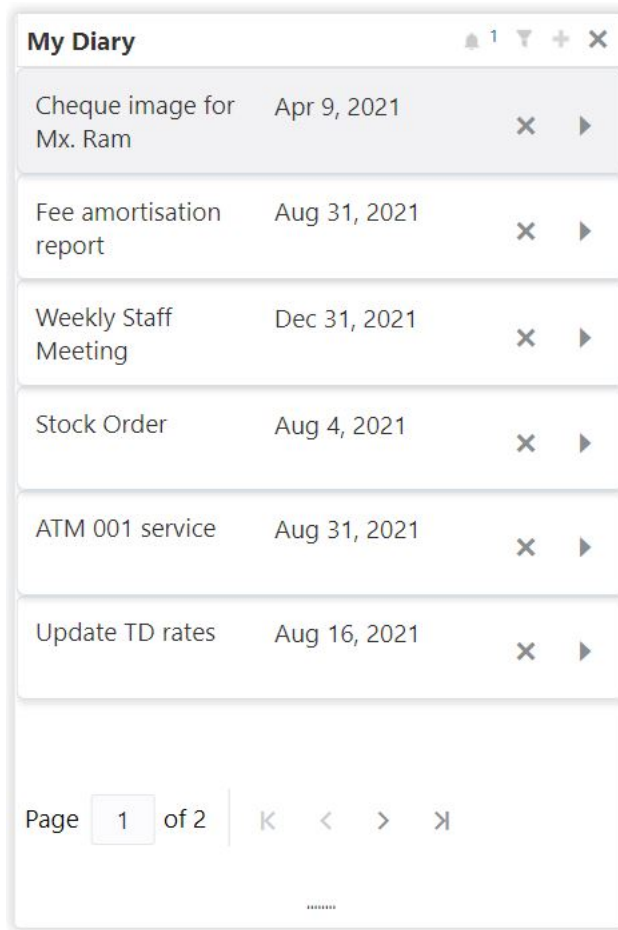 My Diary 1
Cheque image for Apr 9, 2021
Mx. Ram
Fee amortisation Aug 31, 2021
report
Weekly Staff Dec 31, 2021
Meeting
Stock Order Aug 4, 2021
ATM 001 service Aug 31, 2021
Update TD rates Aug 16, 2021
Page 1 of 2